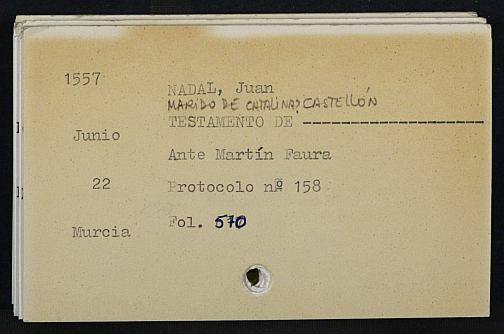 1557
NADAL, Juan
MARIDO DE CATALINA? CASTELLÓN
TESTAMENTO DE --------------------
Junio
Ante Martín Faura
22
Protocolo nº 158
Fol. 570
Murcia